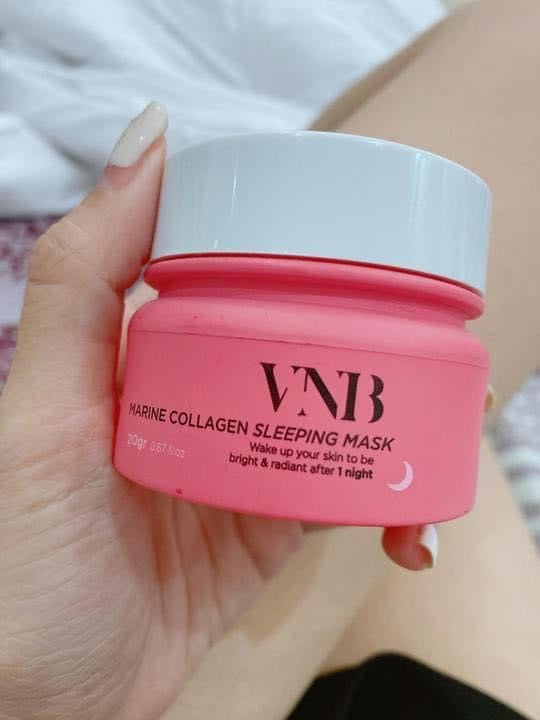 VNB
MARINE COLLAGEN SLEEPING MASK
20gr 0.67 fl.oz
Wake up your skin to be
bright & radiant after 1 night